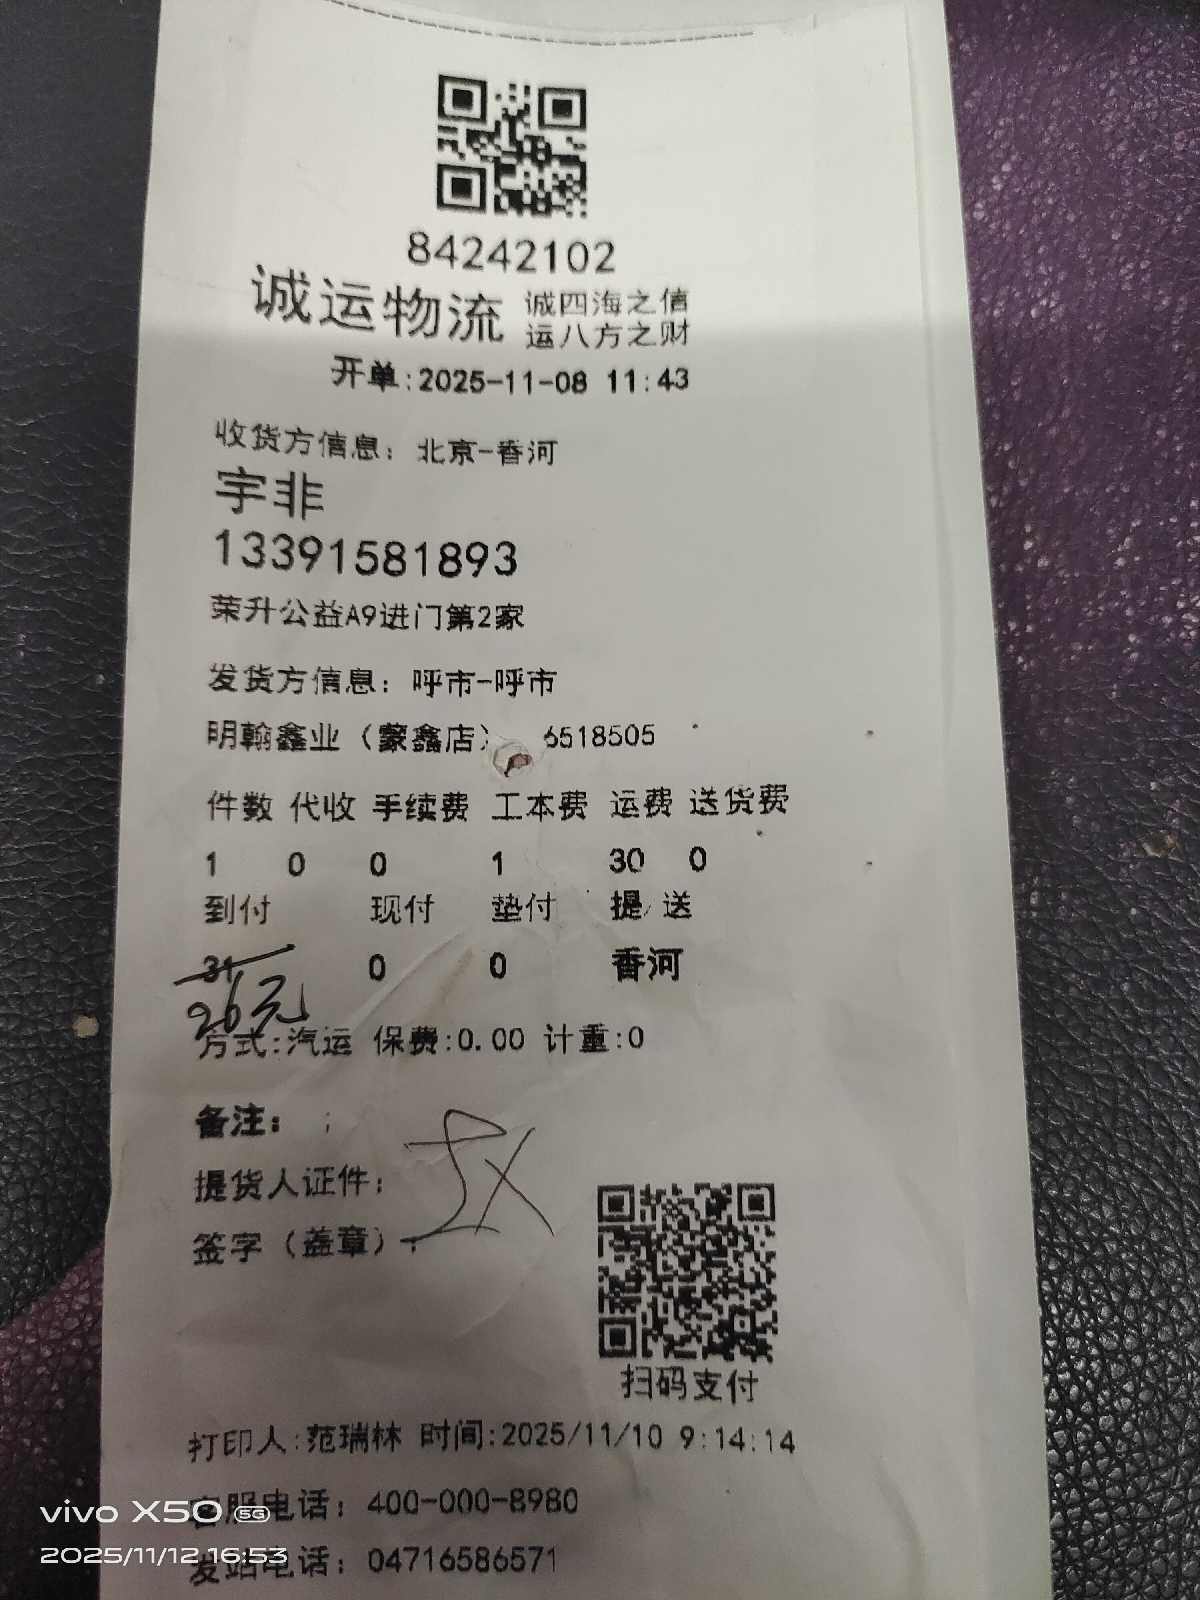 84242102
诚运物流 诚四海之信
运八方之财
开单:2025-11-08 11:43
收货方信息: 北京-香河
宇非
13391581893
荣升公益A9进门第2家
发货方信息: 呼市-呼市
明翰鑫业（蒙鑫店） 6518505
件数 代收 手续费 工本费 运费 送货费
1 0 0 1 30 0
到付 现付 垫付 提/送
31 0 0 香河
26元
方式:汽运 保费:0.00 计重:0
备注: ;
提货人证件:
签字（盖章）:
扫码支付
打印人:范瑞林 时间:2025/11/10 9:14:14
客服电话: 400-000-8980
发站电话: 04716586571
vivo X50 5G
2025/11/12 16:53